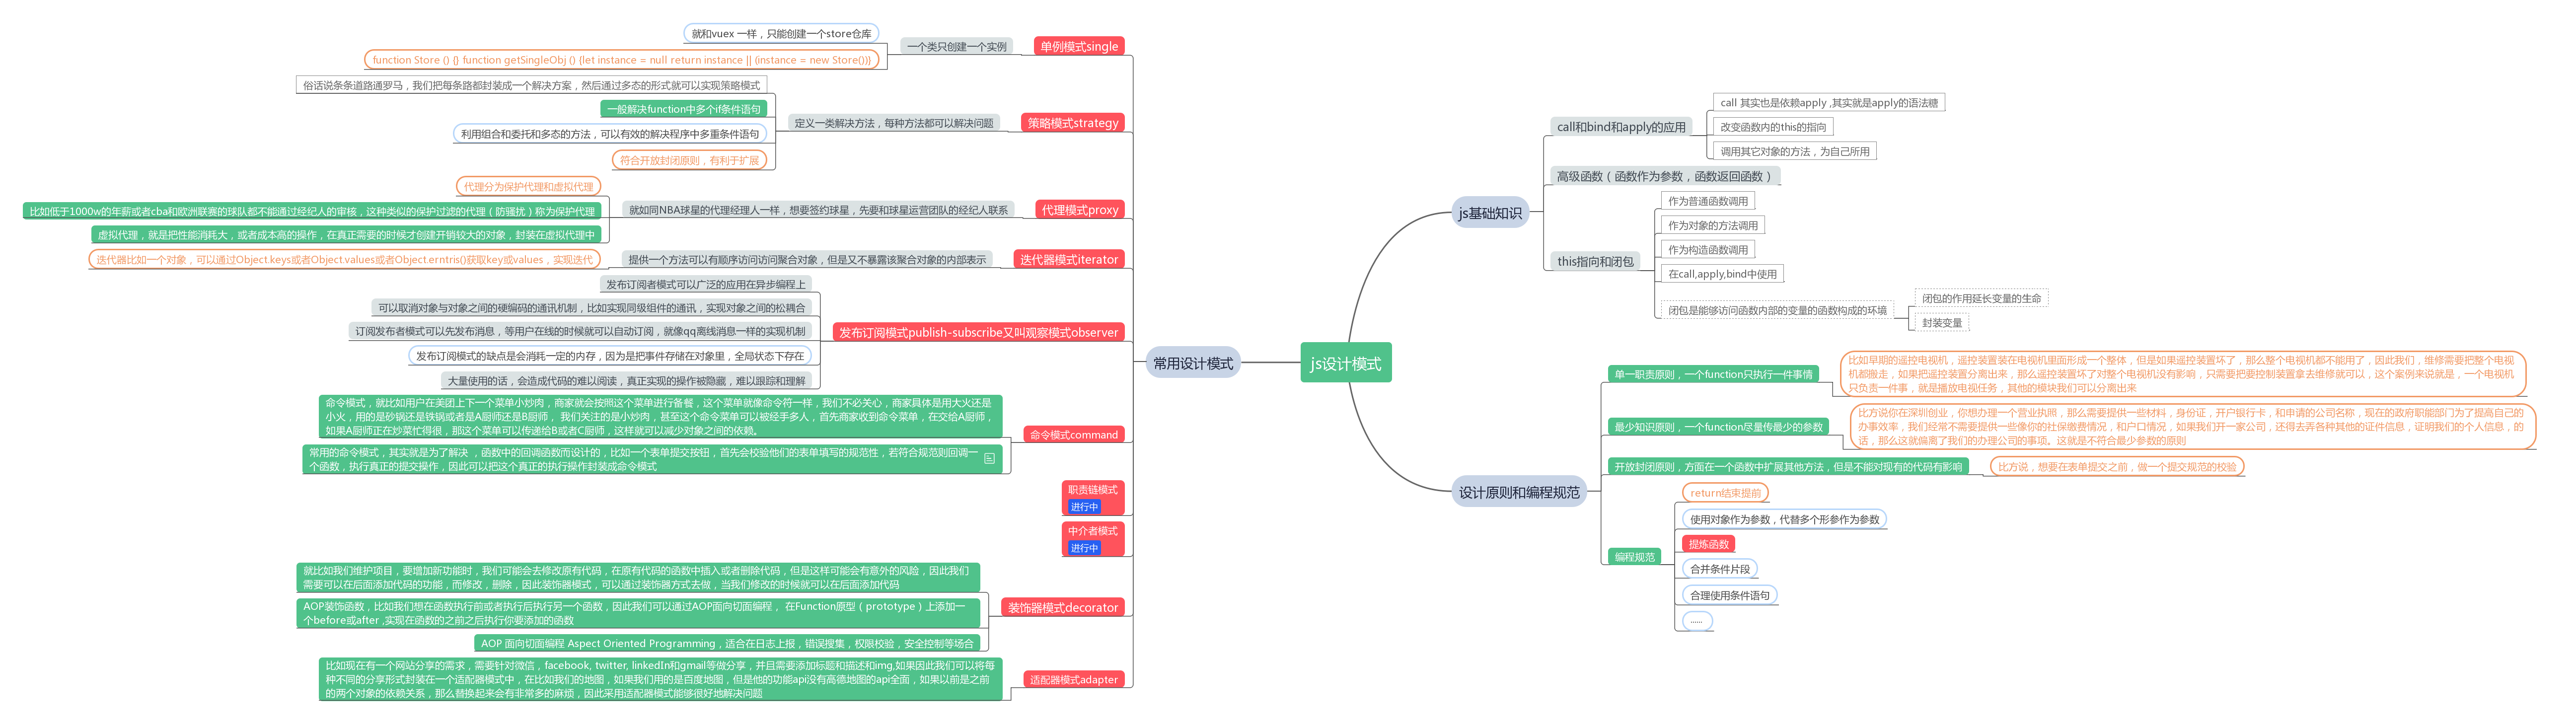 js设计模式
常用设计模式
单例模式single
一个类只创建一个实例
就和vuex 一样，只能创建一个store仓库
function Store () {} function getSingleObj () {let instance = null return instance || (instance = new Store())}
策略模式strategy
定义一类解决方法，每种方法都可以解决问题
俗话说条条道路通罗马，我们把每条路都封装成一个解决方案，然后通过多态的形式就可以实现策略模式
一般解决function中多个if条件语句
利用组合和委托和多态的方法，可以有效的解决程序中多重条件语句
符合开放封闭原则，有利于扩展
代理模式proxy
就如同NBA球星的代理经理人一样，想要签约球星，先要和球星运营团队的经纪人联系
代理分为保护代理和虚拟代理
比如低于1000w的年薪或者cba和欧洲联赛的球队都不能通过经纪人的审核，这种类似的保护过滤的代理（防骚扰）称为保护代理
虚拟代理，就是把性能消耗大，或者成本高的操作，在真正需要的时候才创建开销较大的对象，封装在虚拟代理中
迭代器模式iterator
提供一个方法可以有顺序访问访问聚合对象，但是又不暴露该聚合对象的内部表示
迭代器比如一个对象，可以通过Object.keys或者Object.values或者Object.erntris()获取key或values，实现迭代
发布订阅模式publish-subscribe又叫观察模式observer
发布订阅者模式可以广泛的应用在异步编程上
可以取消对象与对象之间的硬编码的通讯机制，比如实现同级组件的通讯，实现对象之间的松耦合
订阅发布者模式可以先发布消息，等用户在线的时候就可以自动订阅，就像qq离线消息一样的实现机制
发布订阅模式的缺点是会消耗一定的内存，因为是把事件存储在对象里，全局状态下存在
大量使用的话，会造成代码的难以阅读，真正实现的操作被隐藏，难以跟踪和理解
命令模式command
命令模式，就比如用户在美团上下一个菜单小炒肉，商家就会按照这个菜单进行备餐，这个菜单就像命令符一样，我们不必关心，商家具体是用大火还是
小火，用的是砂锅还是铁锅或者是A厨师还是B厨师， 我们关注的是小炒肉，甚至这个命令菜单可以被经手多人，首先商家收到命令菜单，在交给A厨师，
如果A厨师正在炒菜忙得很，那这个菜单可以传递给B或者C厨师，这样就可以减少对象之间的依赖。
常用的命令模式，其实就是为了解决 ，函数中的回调函数而设计的，比如一个表单提交按钮，首先会校验他们的表单填写的规范性，若符合规范则回调一
个函数，执行真正的提交操作，因此可以把这个真正的执行操作封装成命令模式
职责链模式
进行中
中介者模式
进行中
装饰器模式decorator
就比如我们维护项目，要增加新功能时，我们可能会去修改原有代码，在原有代码的函数中插入或者删除代码，但是这样可能会有意外的风险，因此我们
需要可以在后面添加代码的功能，而修改，删除，因此装饰器模式，可以通过装饰器方式去做，当我们修改的时候就可以在后面添加代码
AOP装饰函数，比如我们想在函数执行前或者执行后执行另一个函数，因此我们可以通过AOP面向切面编程， 在Function原型（prototype）上添加一
个before或after ,实现在函数的之前之后执行你要添加的函数
AOP 面向切面编程 Aspect Oriented Programming，适合在日志上报，错误搜集，权限校验，安全控制等场合
适配器模式adapter
比如现在有一个网站分享的需求，需要针对微信，facebook, twitter, linkedIn和gmail等做分享，并且需要添加标题和描述和img,如果因此我们可以将每
种不同的分享形式封装在一个适配器模式中，在比如我们的地图，如果我们用的是百度地图，但是他的功能api没有高德地图的api全面，如果以前是之前
的两个对象的依赖关系，那么替换起来会有非常多的麻烦，因此采用适配器模式能够很好地解决问题
js基础知识
call和bind和apply的应用
call 其实也是依赖apply ,其实就是apply的语法糖
改变函数内的this的指向
调用其它对象的方法，为自己所用
高级函数（函数作为参数，函数返回函数）
this指向和闭包
作为普通函数调用
作为对象的方法调用
作为构造函数调用
在call,apply,bind中使用
闭包是能够访问函数内部的变量的函数构成的环境
闭包的作用延长变量的生命
封装变量
设计原则和编程规范
单一职责原则，一个function只执行一件事情
比如早期的遥控电视机，遥控装置装在电视机里面形成一个整体，但是如果遥控装置坏了，那么整个电视机都不能用了，因此我们，维修需要把整个电视
机都搬走，如果把遥控装置分离出来，那么遥控装置坏了对整个电视机没有影响，只需要把要控制装置拿去维修就可以，这个案例来说就是，一个电视机
只负责一件事，就是播放电视任务，其他的模块我们可以分离出来
最少知识原则，一个function尽量传最少的参数
比方说你在深圳创业，你想办理一个营业执照，那么需要提供一些材料，身份证，开户银行卡，和申请的公司名称，现在的政府职能部门为了提高自己的
办事效率，我们经常不需要提供一些像你的社保缴费情况，和户口情况，如果我们开一家公司，还得去弄各种其他的证件信息，证明我们的个人信息，的
话，那么这就偏离了我们的办理公司的事项。这就是不符合最少参数的原则
开放封闭原则，方面在一个函数中扩展其他方法，但是不能对现有的代码有影响
比方说，想要在表单提交之前，做一个提交规范的校验
编程规范
return结束提前
使用对象作为参数，代替多个形参作为参数
提炼函数
合并条件片段
合理使用条件语句
......